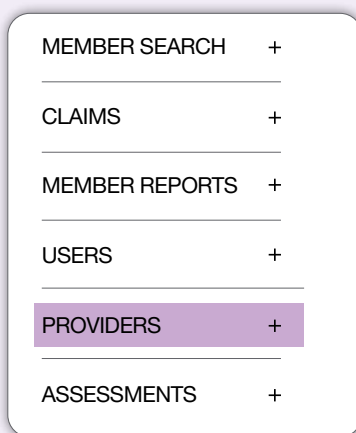 MEMBER SEARCH +
CLAIMS +
MEMBER REPORTS +
USERS +
PROVIDERS +
ASSESSMENTS +